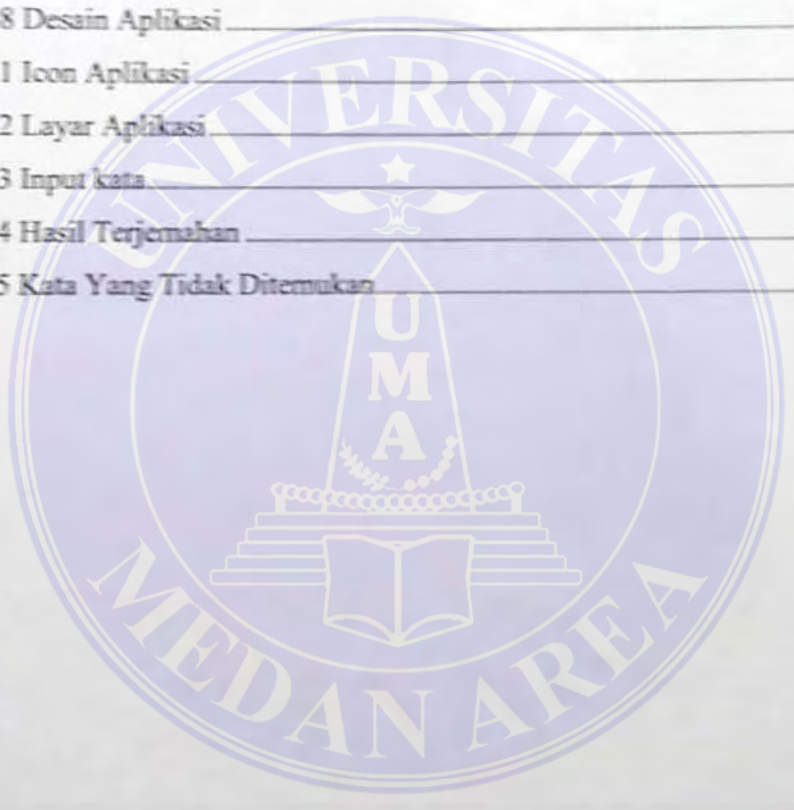 8 Desain Aplikasi
1 Icon Aplikasi
2 Layar Aplikasi
3 Input kata
4 Hasil Terjemahan
5 Kata Yang Tidak Ditemukan
UNIVERSITAS
UMA
MEDAN AREA